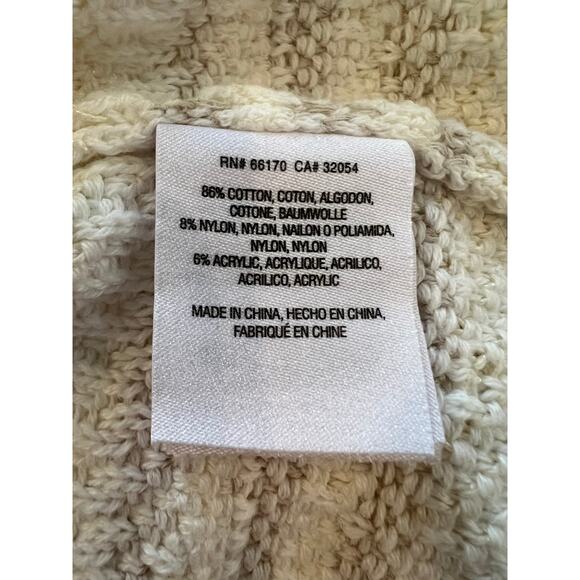 RN# 66170 CA# 32054
86% COTTON, COTON, ALGODON,
COTONE, BAUMWOLLE
8% NYLON, NYLON, NAILON O POLIAMIDA,
NYLON, NYLON
6% ACRYLIC, ACRYLIQUE, ACRILICO,
ACRILICO, ACRYLIC
MADE IN CHINA, HECHO EN CHINA,
FABRIQUÉ EN CHINE